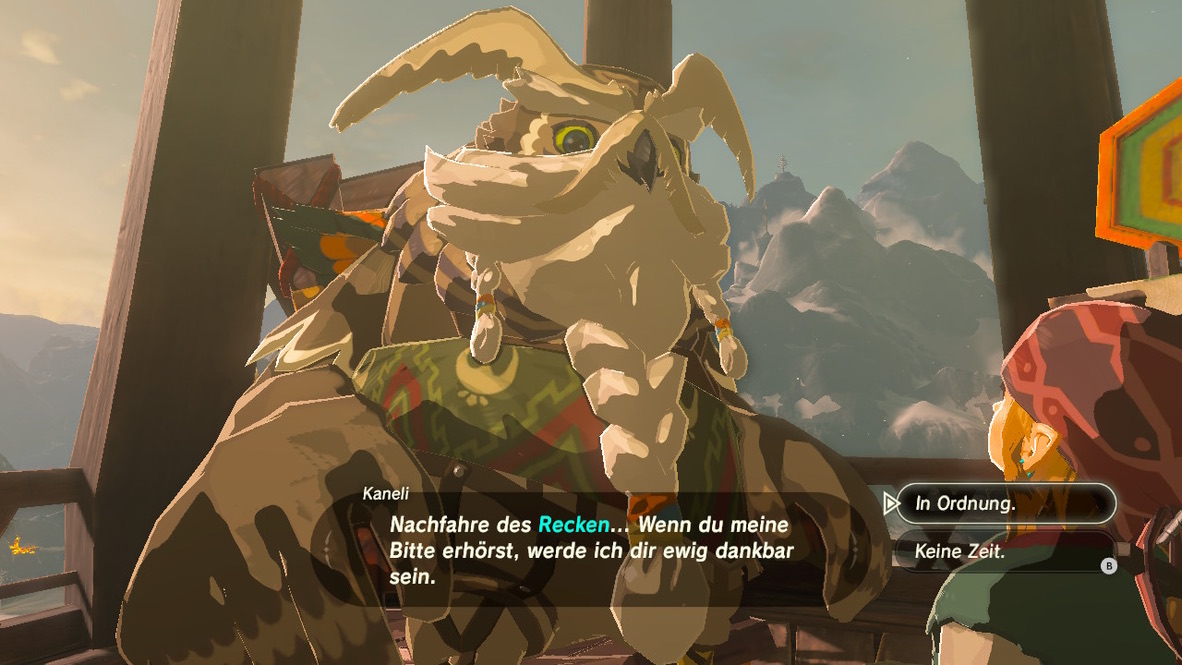 Kaneli
Nachfahre des Recken... Wenn du meine
Bitte erhörst, werde ich dir ewig dankbar
sein.
In Ordnung.
Keine Zeit.
B